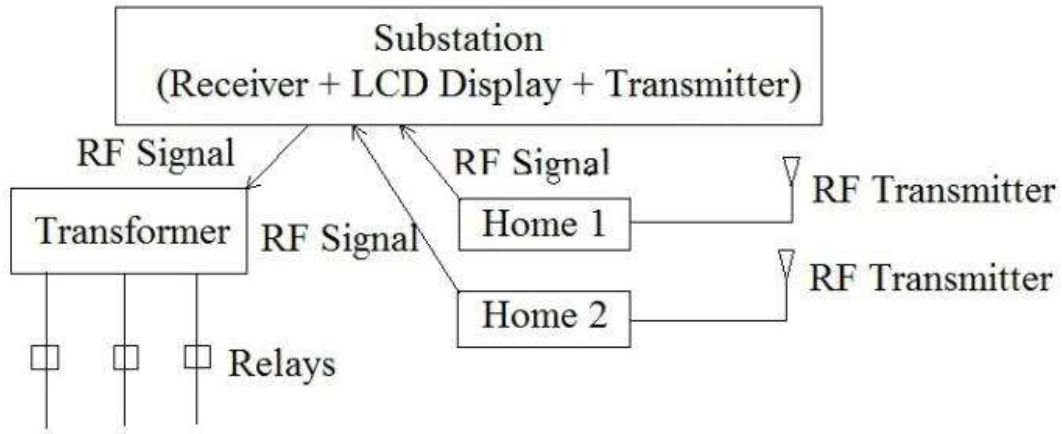 Substation
(Receiver + LCD Display + Transmitter)
RF Signal
RF Signal
RF Transmitter
Transformer
RF Signal
Home 1
RF Transmitter
Home 2
Relays